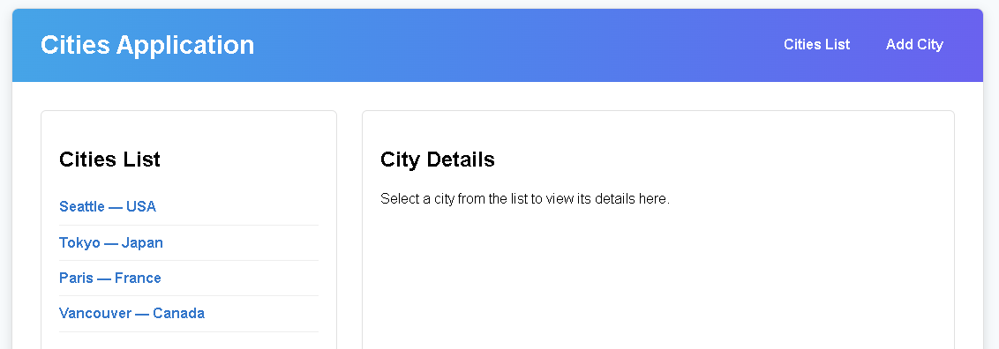 Cities Application
Cities List
Add City
Cities List
Seattle — USA
Tokyo — Japan
Paris — France
Vancouver — Canada
City Details
Select a city from the list to view its details here.